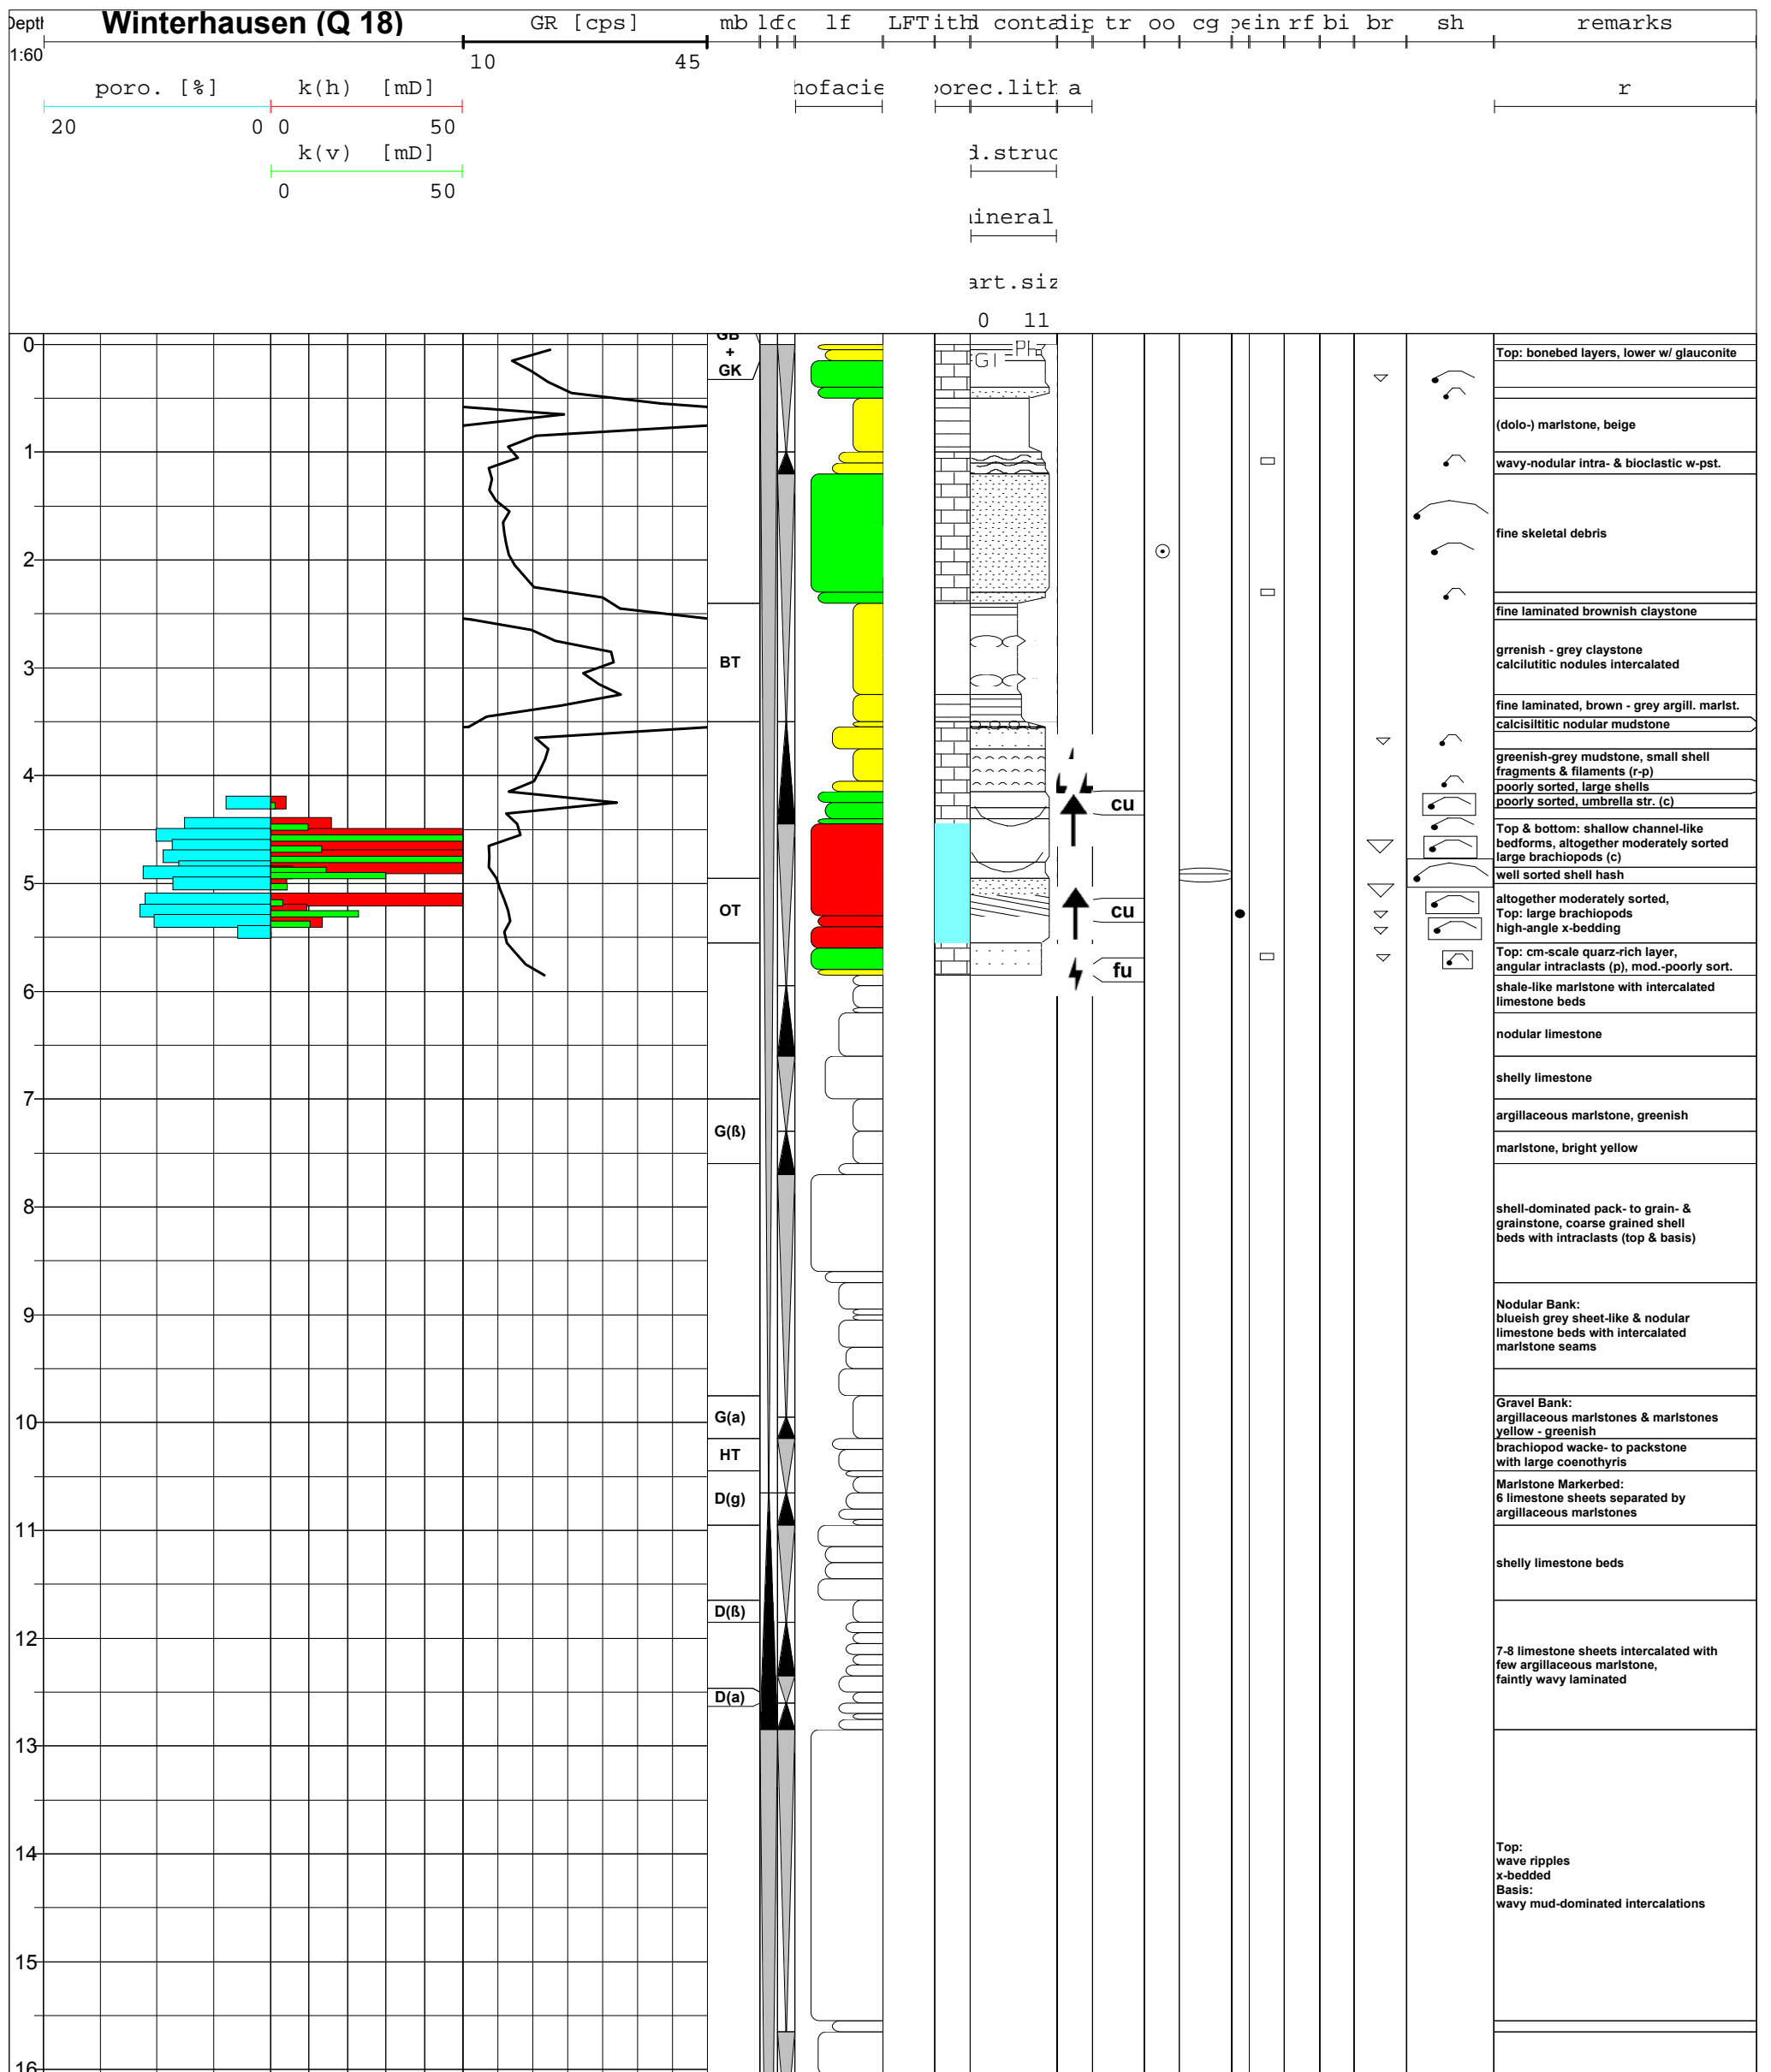 Depth Winterhausen (Q 18) GR [cps] mb lf LFT conta dip tr oo cg in rf bi br sh remarks
1:60 10 45
poro. [%] k(h) [mD] a r
20 0 0 50
k(v) [mD]
0 50
0 11
0
GB
+
GK
GI
Ph
Top: bonebed layers, lower w/ glauconite
(dolo-) marlstone, beige
1
wavy-nodular intra- & bioclastic w-pst.
fine skeletal debris
2
fine laminated brownish claystone
BT
grrenish - grey claystone
calcilutitic nodules intercalated
3
fine laminated, brown - grey argill. marlst.
calcisiltitic nodular mudstone
greenish-grey mudstone, small shell
fragments & filaments (r-p)
4
poorly sorted, large shells
cu
poorly sorted, umbrella str. (c)
Top & bottom: shallow channel-like
bedforms, altogether moderately sorted
large brachiopods (c)
well sorted shell hash
5
OT
cu
altogether moderately sorted,
Top: large brachiopods
high-angle x-bedding
fu
Top: cm-scale quarz-rich layer,
angular intraclasts (p), mod.-poorly sort.
6
shale-like marlstone with intercalated
limestone beds
nodular limestone
shelly limestone
7
argillaceous marlstone, greenish
G(ß)
marlstone, bright yellow
8
shell-dominated pack- to grain- &
grainstone, coarse grained shell
beds with intraclasts (top & basis)
9
Nodular Bank:
blueish grey sheet-like & nodular
limestone beds with intercalated
marlstone seams
10
G(a)
Gravel Bank:
argillaceous marlstones & marlstones
yellow - greenish
HT
brachiopod wacke- to packstone
with large coenothyris
D(g)
Marlstone Markerbed:
6 limestone sheets separated by
argillaceous marlstones
11
shelly limestone beds
D(ß)
12
7-8 limestone sheets intercalated with
few argillaceous marlstone,
faintly wavy laminated
D(a)
13
14
Top:
wave ripples
x-bedded
Basis:
wavy mud-dominated intercalations
15
16